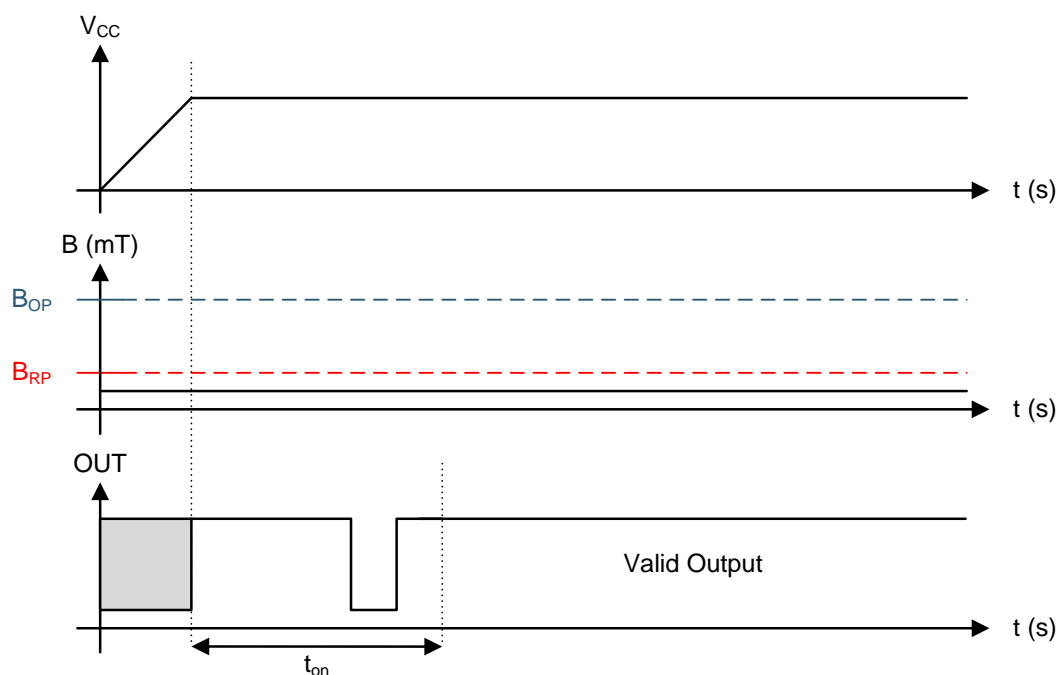 VCC
t (s)
B (mT)
BOP
BRP
t (s)
OUT
Valid Output
t (s)
ton